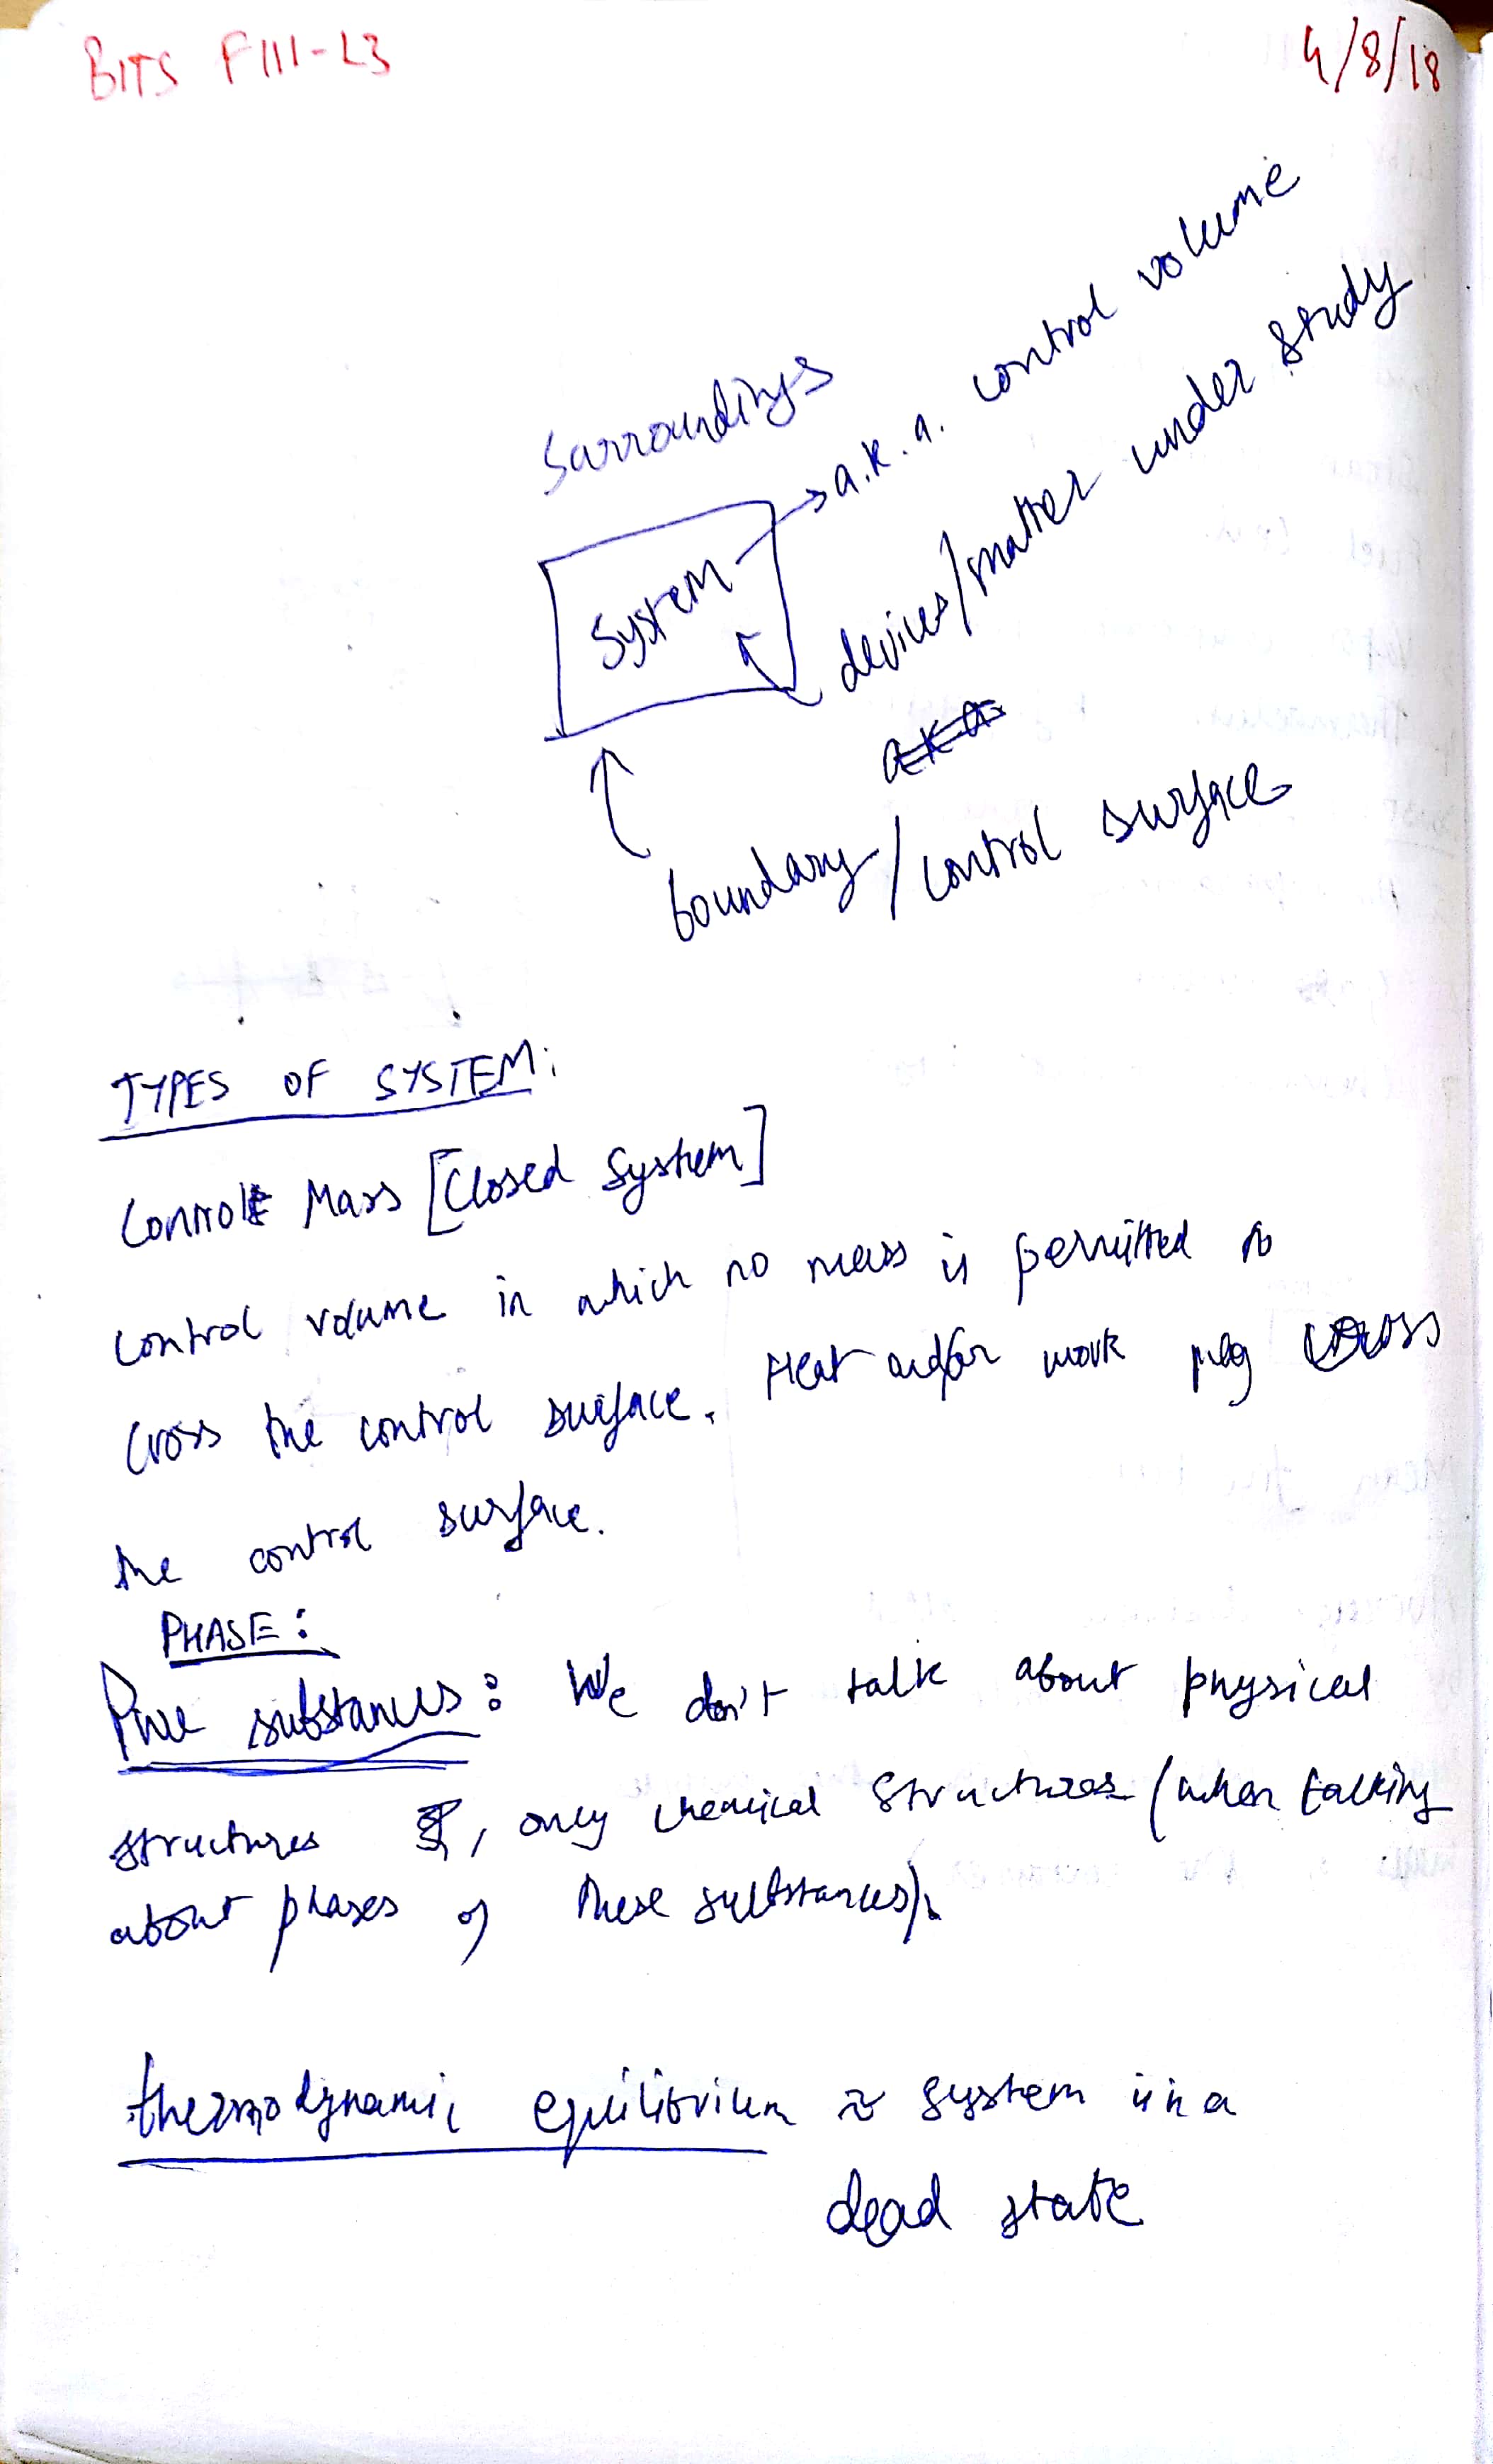 BITS F111-L3
4/8/18
Surroundings
System
a.k.a. control volume
devices/matter under study
aka
boundary/control surface
TYPES OF SYSTEM:
Control Mass [Closed System]
control volume in which no mass is permitted to
cross the control surface. Heat and/or work may cross
the control surface.
PHASE:
Pure substances: We don't talk about physical
structures, only chemical structures (when talking
about phases of these substances).
thermodynamic equilibrium ≈ system is in a
dead state